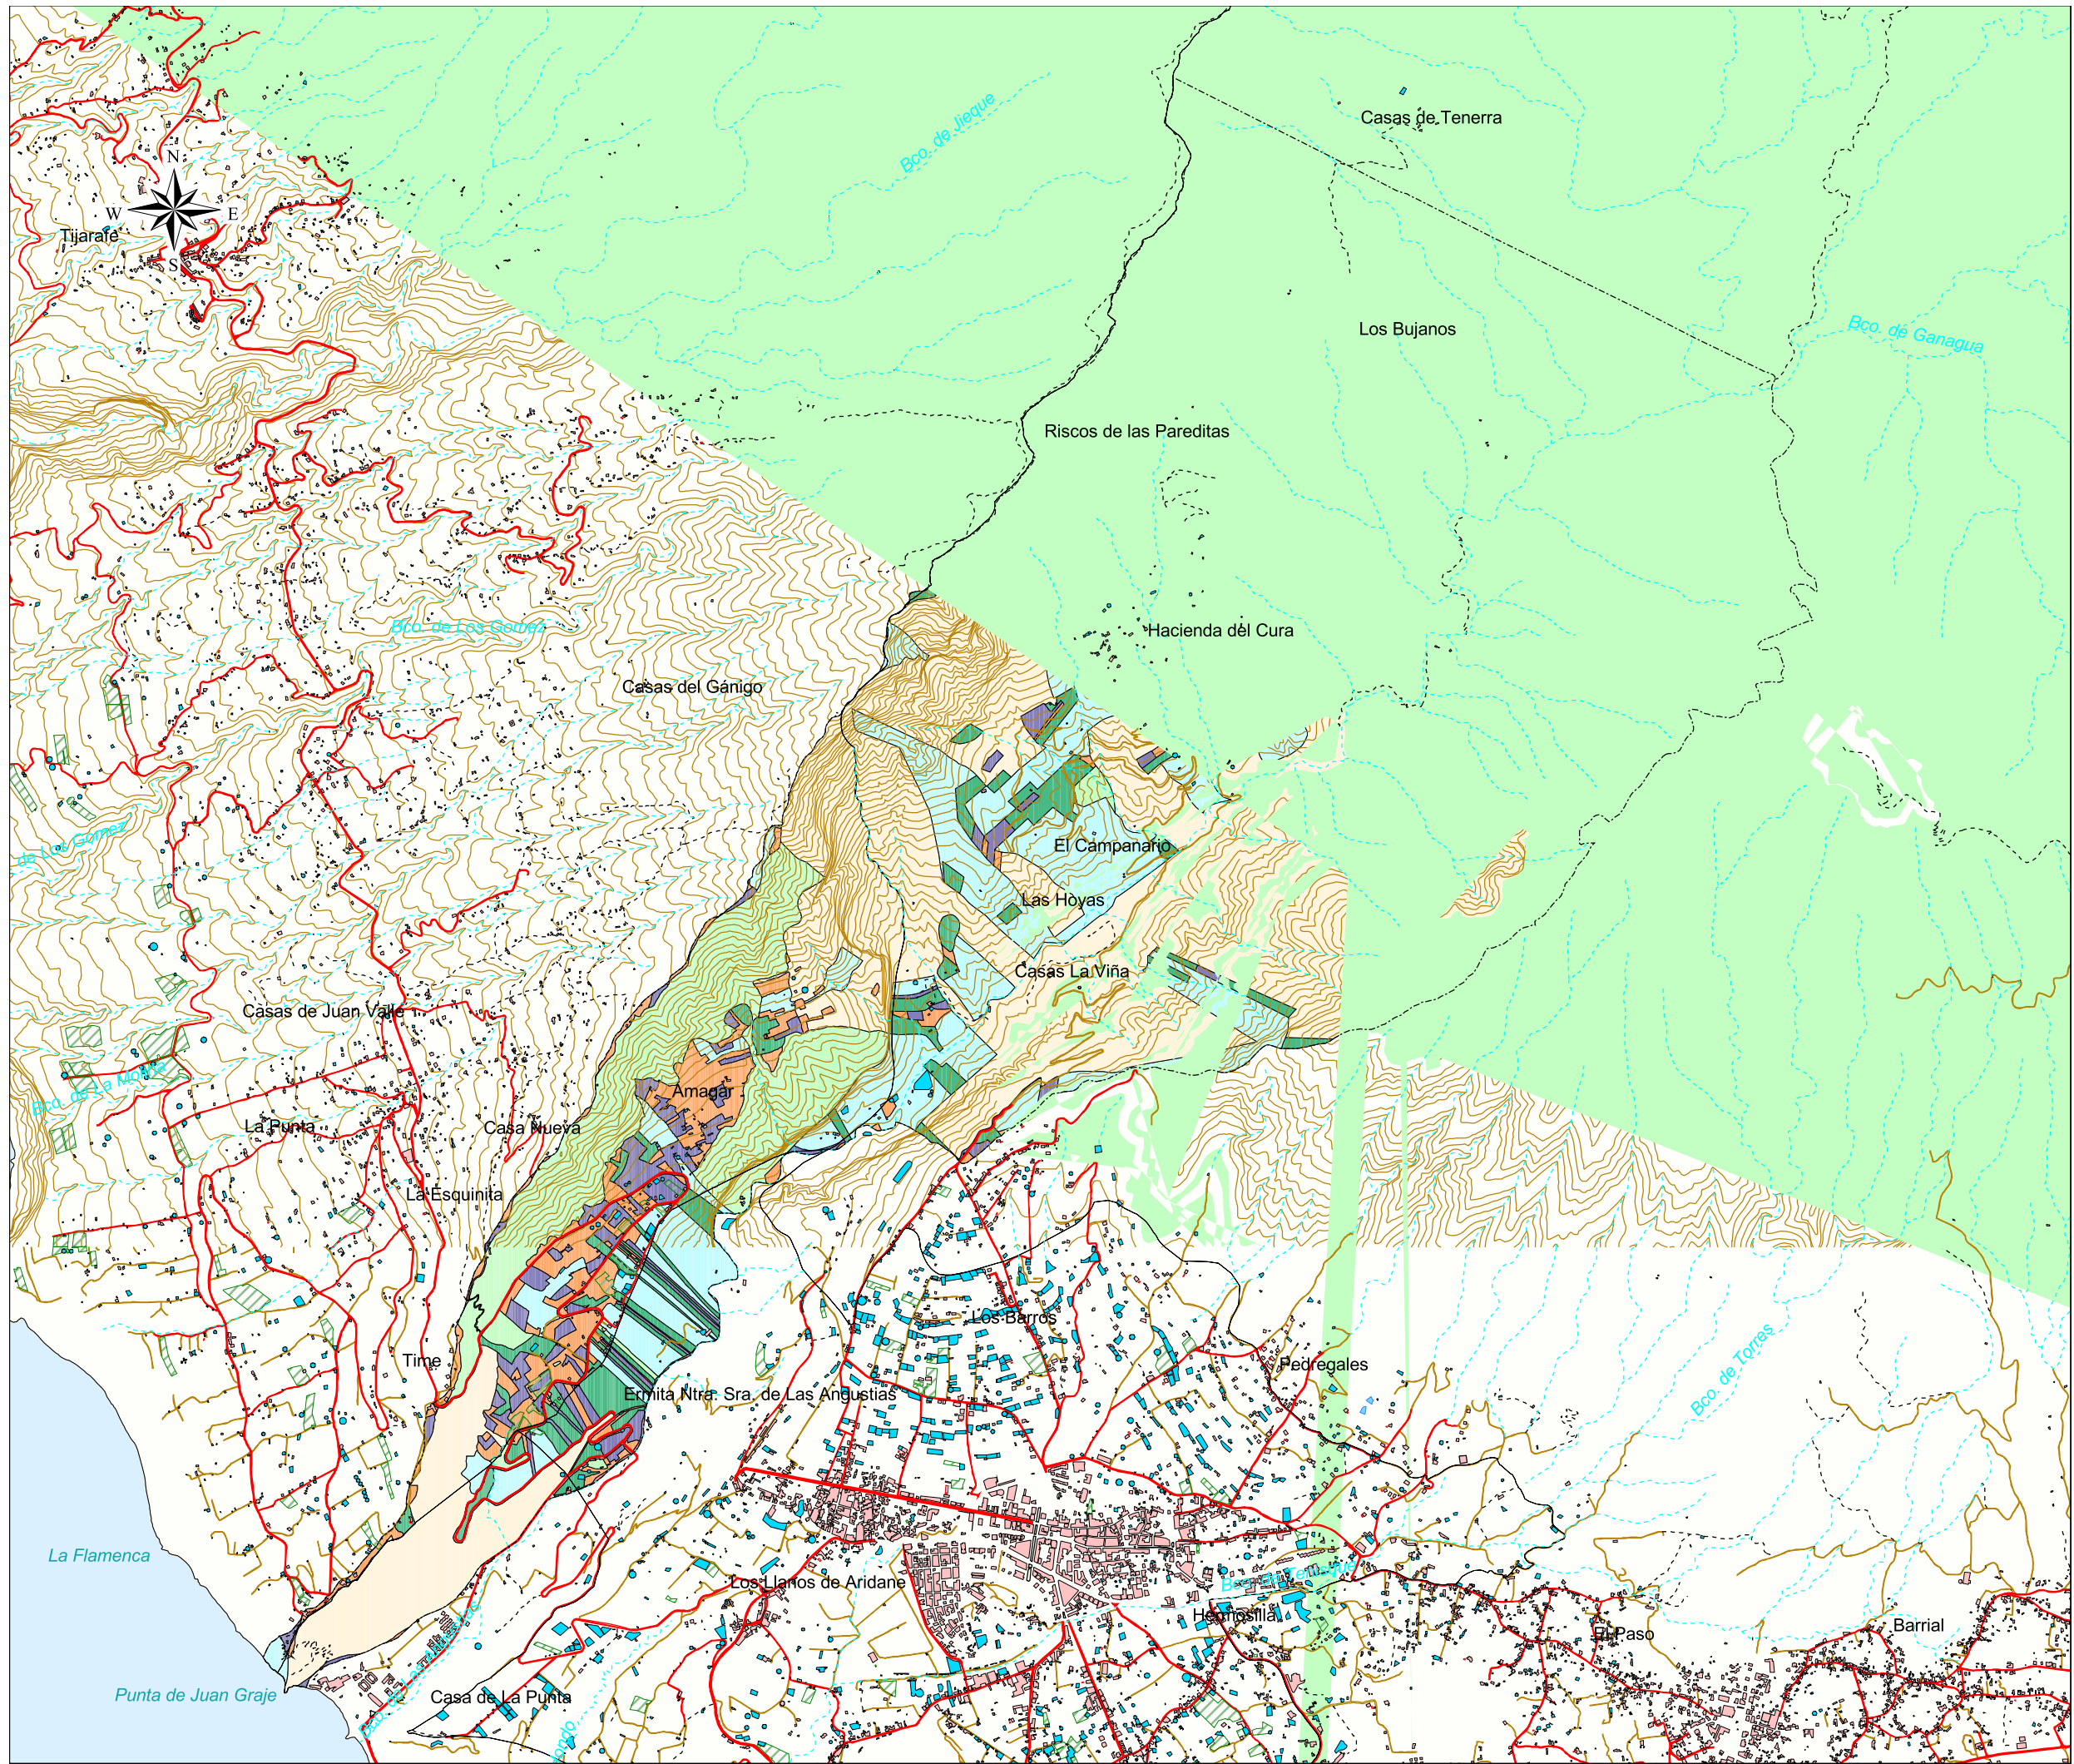 Bco. de Jieque
Casas de Tenerra
N
W
E
Tijarafe
S
Los Bujanos
Bco. de Ganagua
Riscos de las Pareditas
Bco. de Los Gomez
Hacienda del Cura
Casas del Gánigo
de Los Gomez
El Campanario
Las Hoyas
Casas La Viña
Casas de Juan Valle
Bco. de La Molina
Amagar
La Punta
Casa Nueva
La Esquinita
Los Barros
Time
Pedregales
Bco. de Torres
Ermita Ntra. Sra. de Las Angustias
La Flamenca
Los Llanos de Aridane
Bco. de Tenisque
Hermosilla
El Paso
Barrial
Punta de Juan Graje
Casa de La Punta